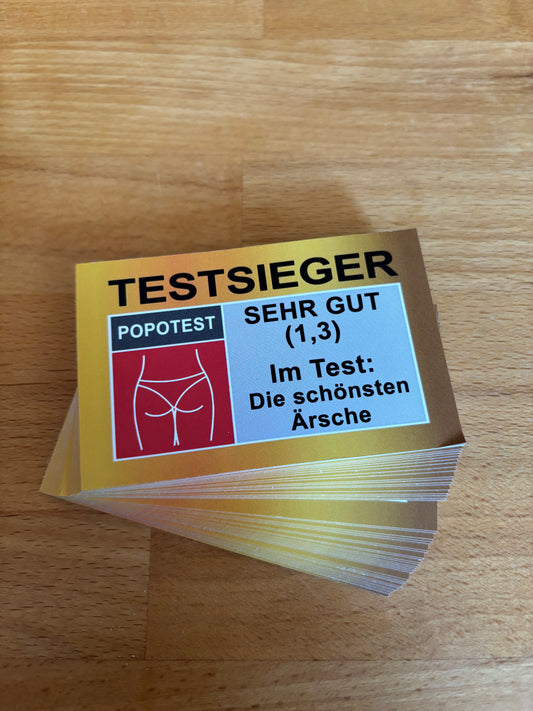 TESTSIEGER
POPOTEST
SEHR GUT
(1,3)
Im Test:
Die schönsten
Ärsche